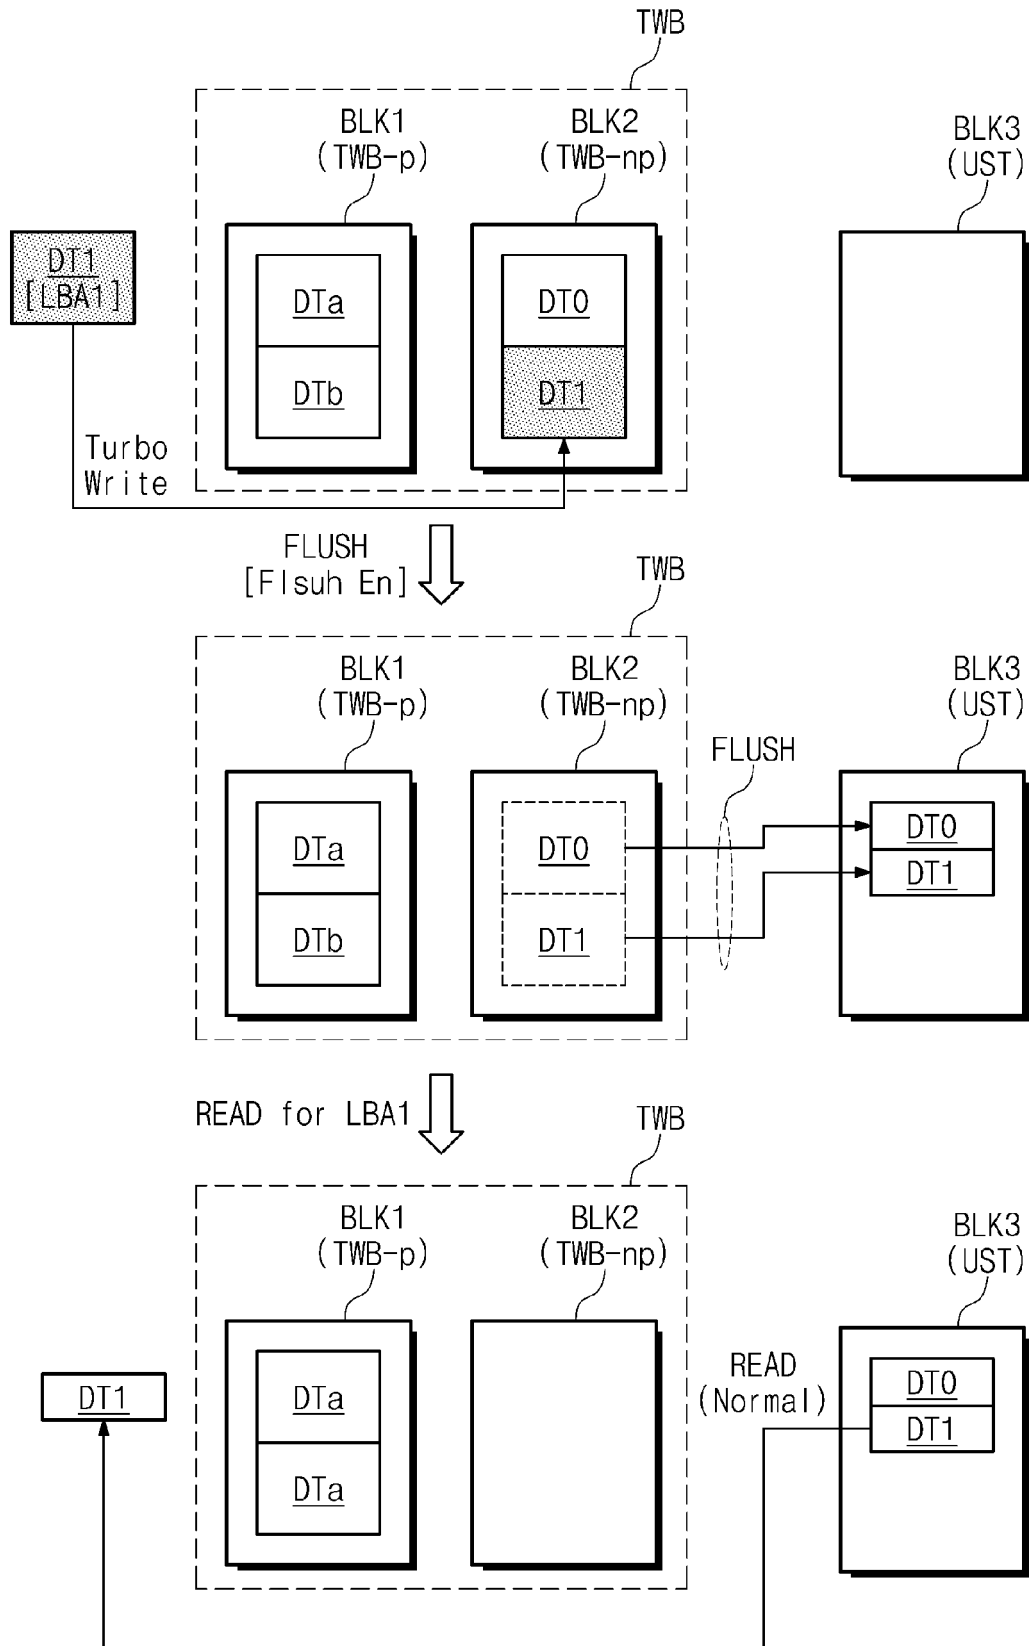 TWB
BLK1
(TWB-p)
BLK2
(TWB-np)
BLK3
(UST)
DT1
[LBA1]
DTa
DT0
DTb
DT1
Turbo
Write
FLUSH
[Flsuh En]
TWB
BLK1
(TWB-p)
BLK2
(TWB-np)
BLK3
(UST)
FLUSH
DTa
DT0
DT0
DT1
DTb
DT1
READ for LBA1
TWB
BLK1
(TWB-p)
BLK2
(TWB-np)
BLK3
(UST)
READ
(Normal)
DT1
DTa
DT0
DT1
DTa